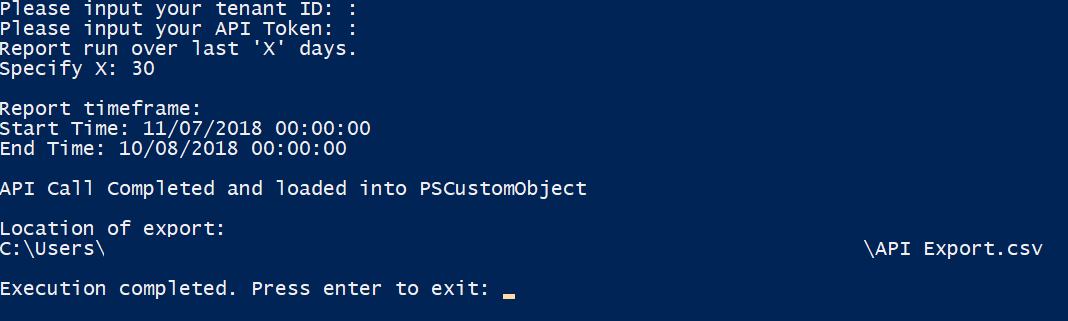 Please input your tenant ID: :
Please input your API Token: :
Report run over last 'X' days.
Specify X: 30
Report timeframe:
Start Time: 11/07/2018 00:00:00
End Time: 10/08/2018 00:00:00
API Call Completed and loaded into PSCustomObject
Location of export:
C:\Users\ \API Export.csv
Execution completed. Press enter to exit: